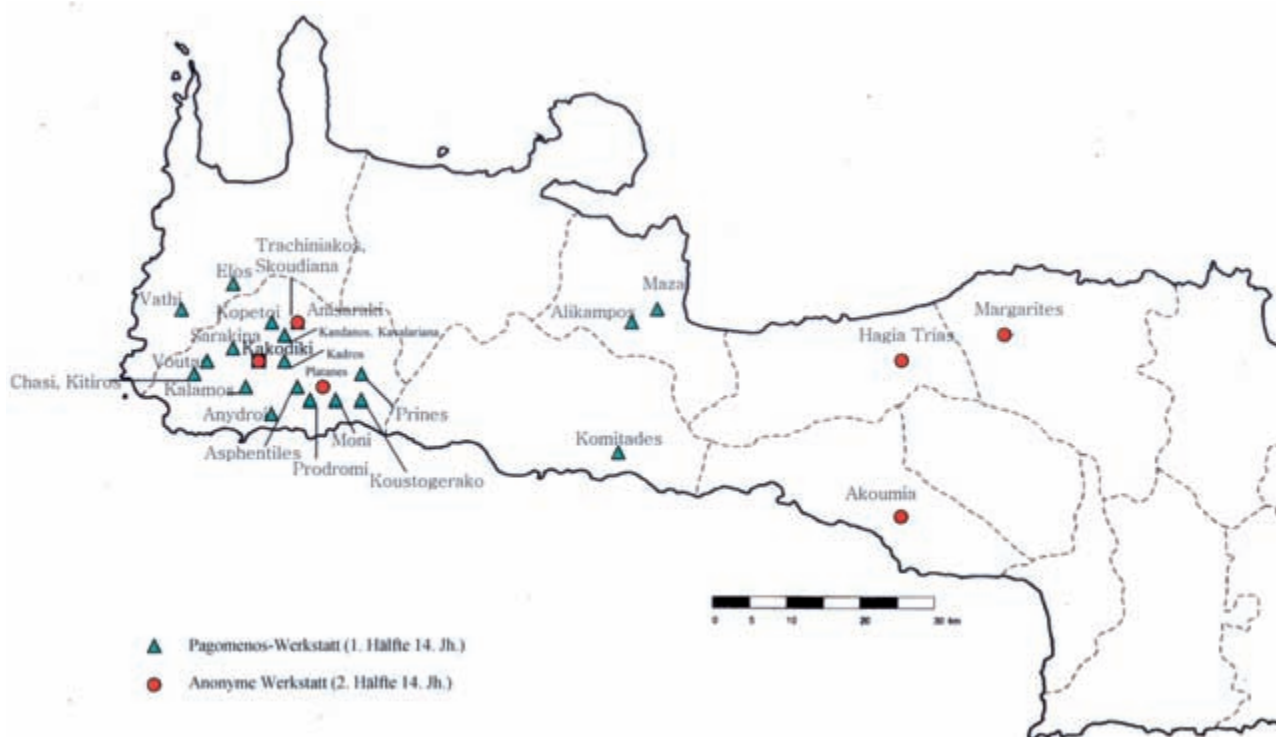 Trachiniakos,
Skoudiana
Elos
Vathi
Kopetoi
Anisaraki
Sarakina
Kandanos, Kavalariana
Kakodiki
Vouta
Kadros
Platanes
Chasi, Kitiros
Kalamos
Anydroi
Asphentiles
Prodromi
Moni
Koustogerako
Prines
Maza
Alikampos
Komitades
Hagia Trias
Margarites
Akoumia
0 5 10 20 30 km
Pagomenos-Werkstatt (1. Hälfte 14. Jh.)
Anonyme Werkstatt (2. Hälfte 14. Jh.)